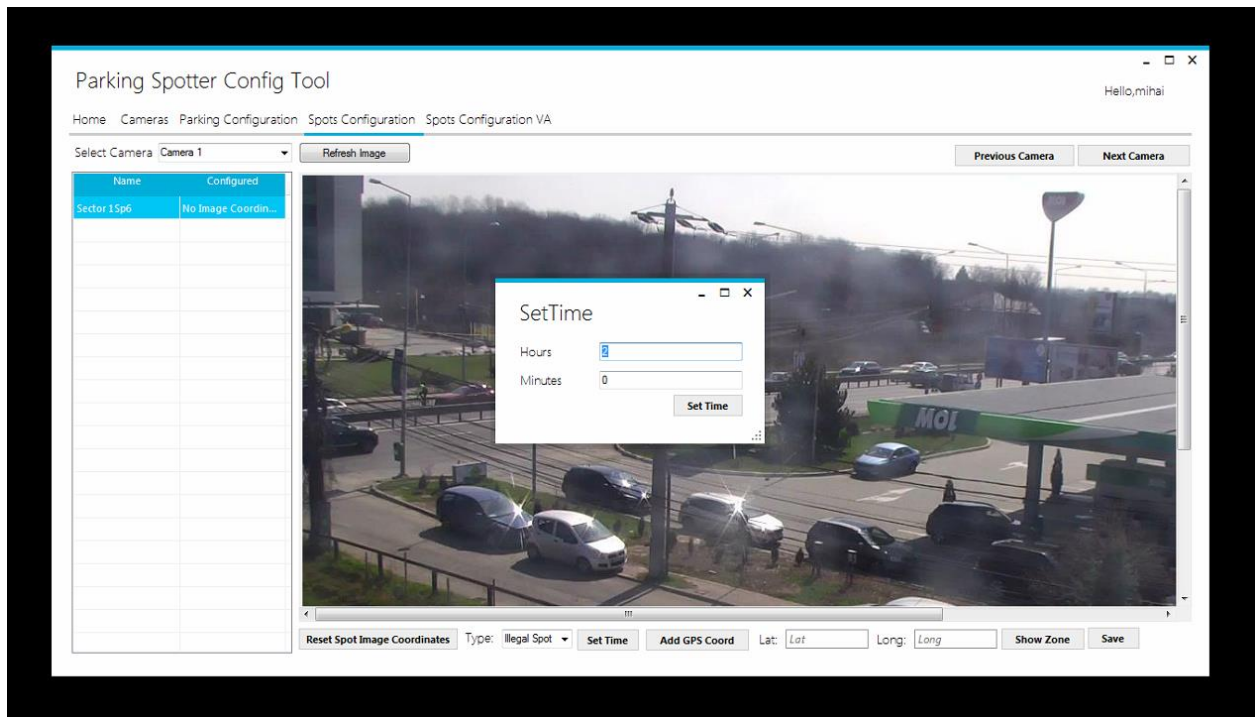 Parking Spotter Config Tool
Hello,mihai
Home Cameras Parking Configuration Spots Configuration Spots Configuration VA
Select Camera Camera 1 Refresh Image Previous Camera Next Camera
Name Configured
Sector 1Sp6 No Image Coordin...
SetTime
Hours 2
Minutes 0
Set Time
MOL
Reset Spot Image Coordinates Type: Illegal Spot Set Time Add GPS Coord Lat: Lat Long: Long Show Zone Save